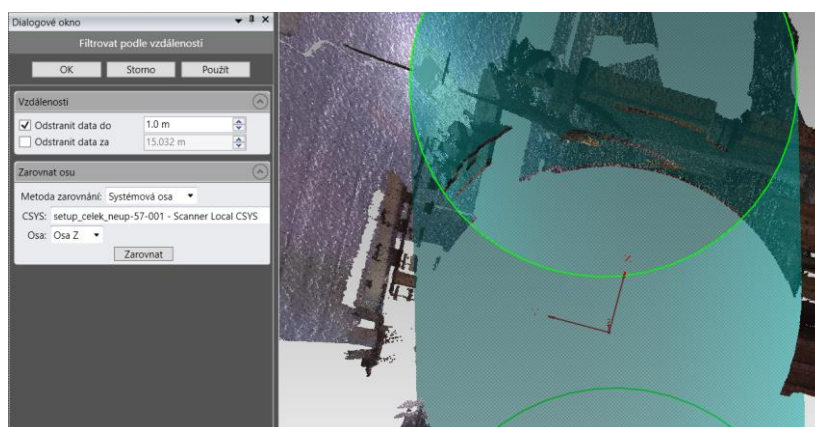 Dialogové okno
Filtrovat podle vzdálenosti
OK Storno Použít
Vzdálenosti
Odstranit data do 1.0 m
Odstranit data za 15.032 m
Zarovnat osu
Metoda zarovnání: Systémová osa
CSYS: setup_celek_neup-57-001 - Scanner Local CSYS
Osa: Osa Z
Zarovnat